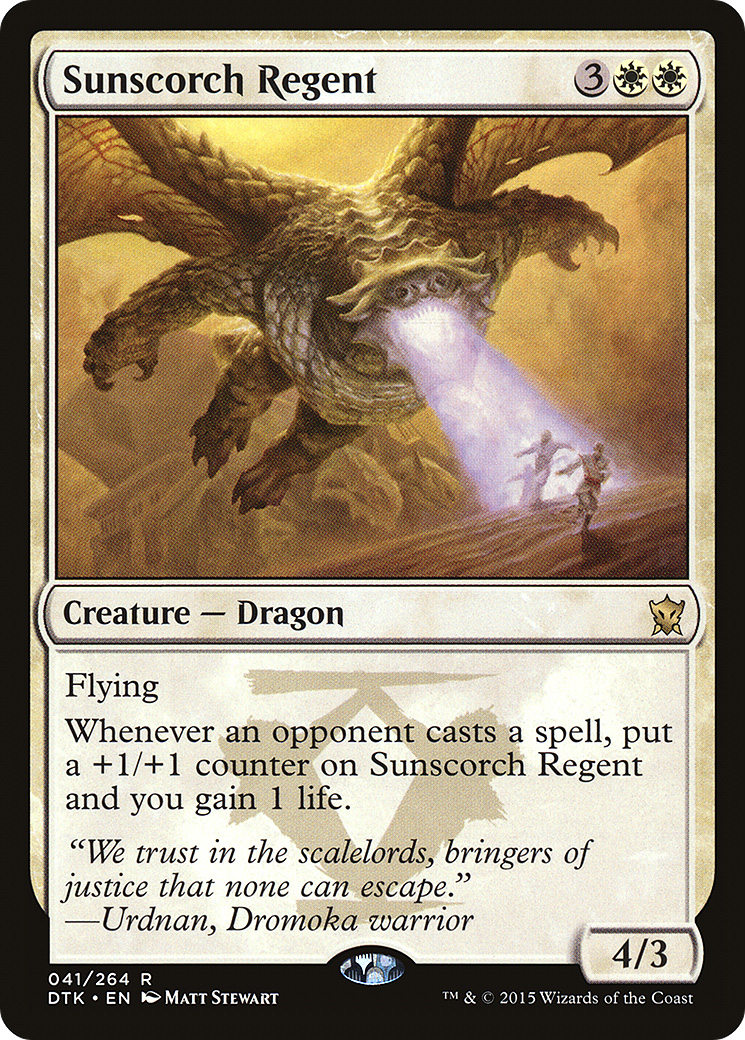 Sunscorch Regent 3
Creature — Dragon
Flying
Whenever an opponent casts a spell, put
a +1/+1 counter on Sunscorch Regent
and you gain 1 life.
“We trust in the scalelords, bringers of
justice that none can escape.”
—Urdnan, Dromoka warrior
4/3
041/264 R
DTK • EN Matt Stewart
™ & © 2015 Wizards of the Coast